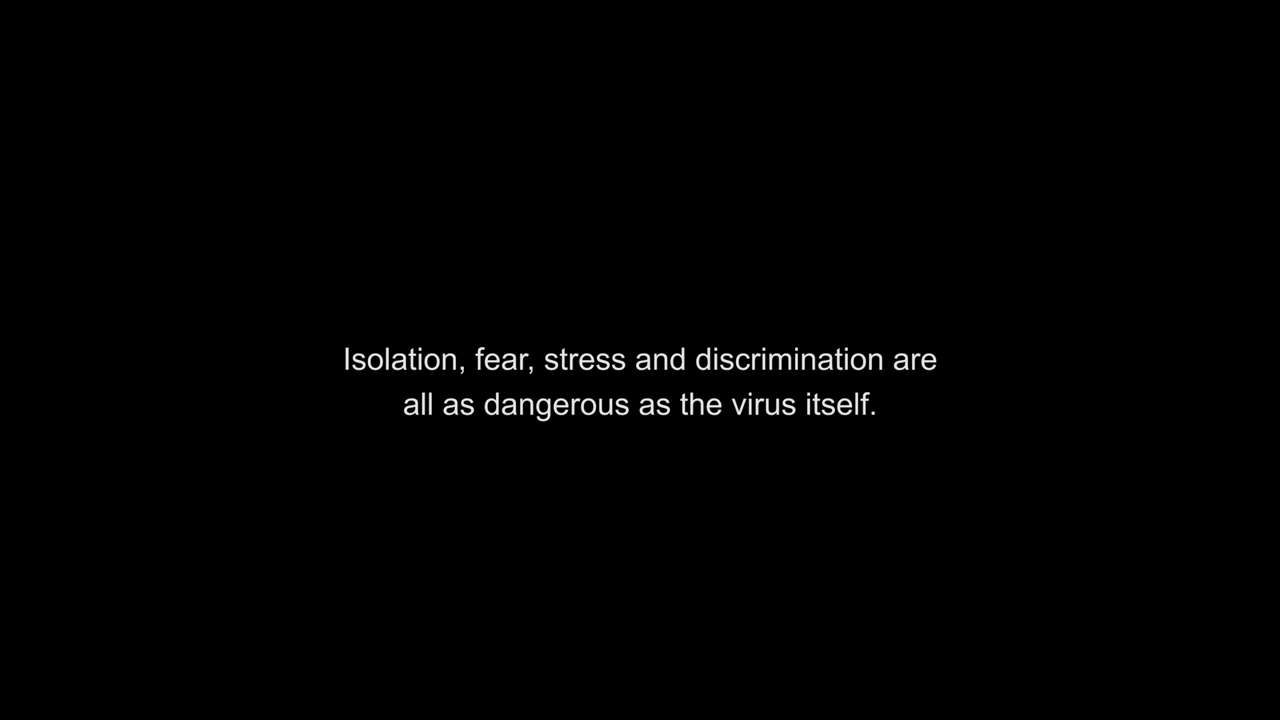 Isolation, fear, stress and discrimination are
all as dangerous as the virus itself.